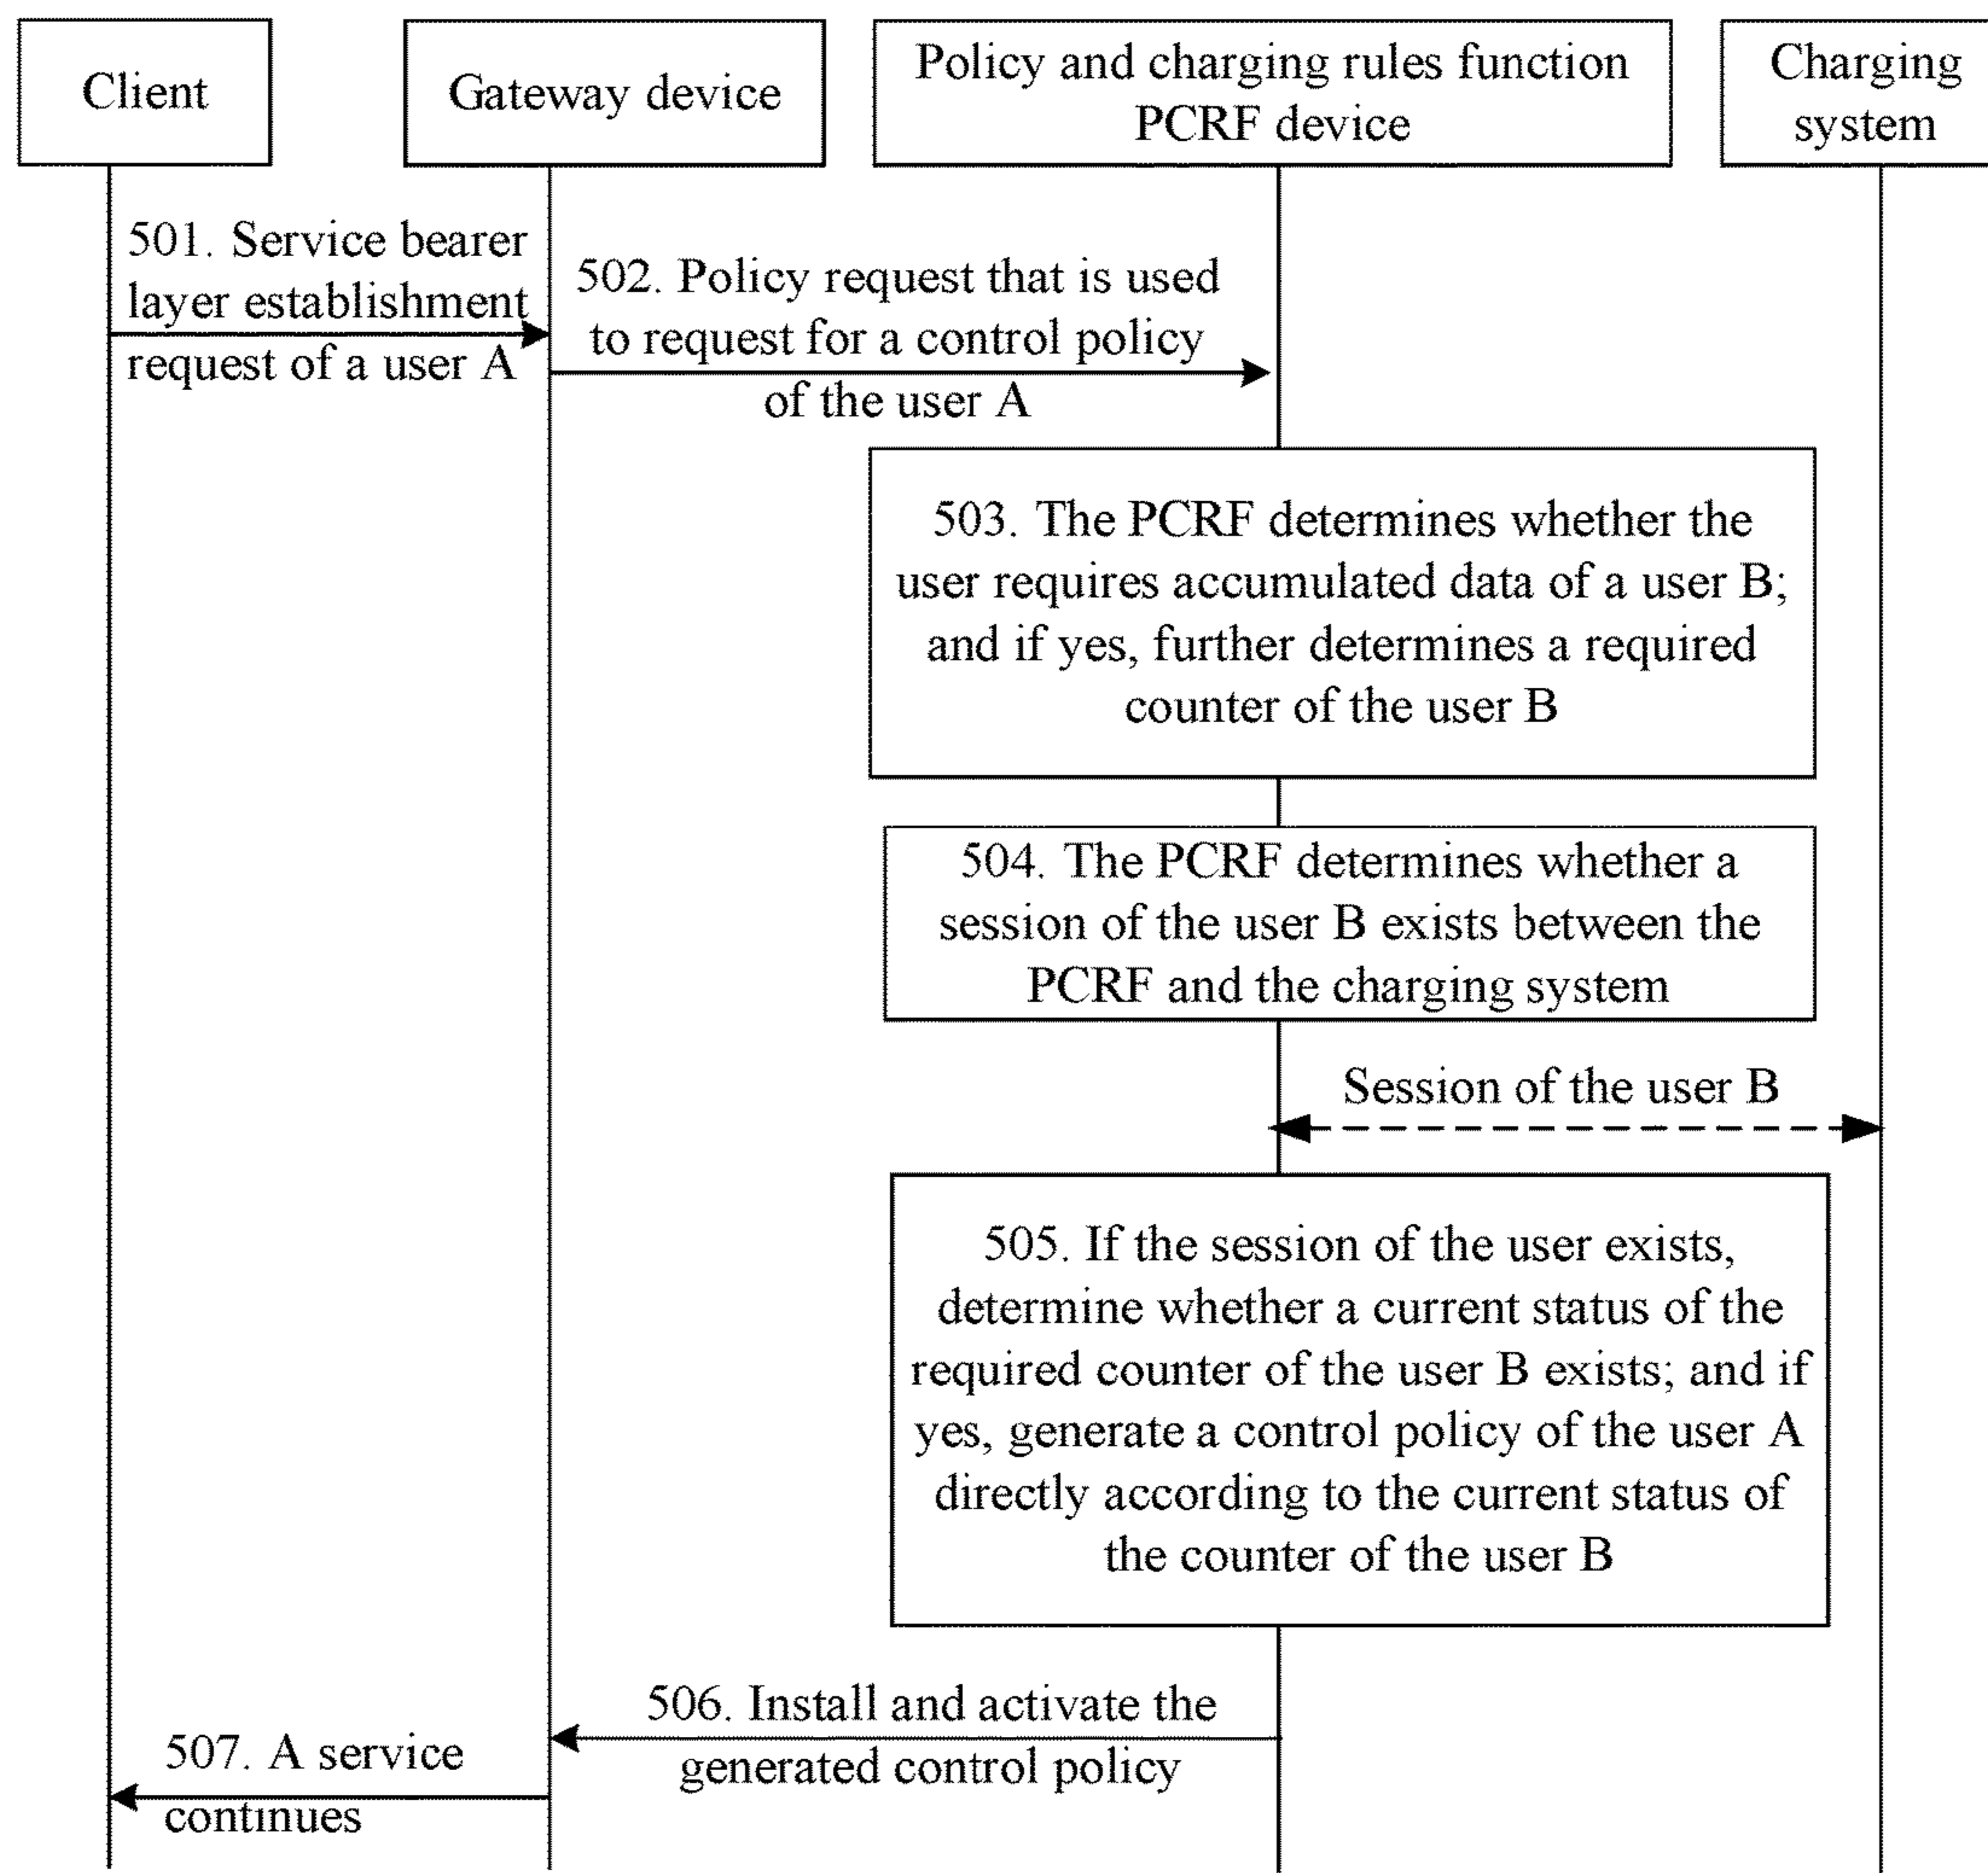 Client
Gateway device
Policy and charging rules function
PCRF device
Charging
system
501. Service bearer
layer establishment
request of a user A
502. Policy request that is used
to request for a control policy
of the user A
503. The PCRF determines whether the
user requires accumulated data of a user B;
and if yes, further determines a required
counter of the user B
504. The PCRF determines whether a
session of the user B exists between the
PCRF and the charging system
Session of the user B
505. If the session of the user exists,
determine whether a current status of the
required counter of the user B exists; and if
yes, generate a control policy of the user A
directly according to the current status of
the counter of the user B
506. Install and activate the
generated control policy
507. A service
continues